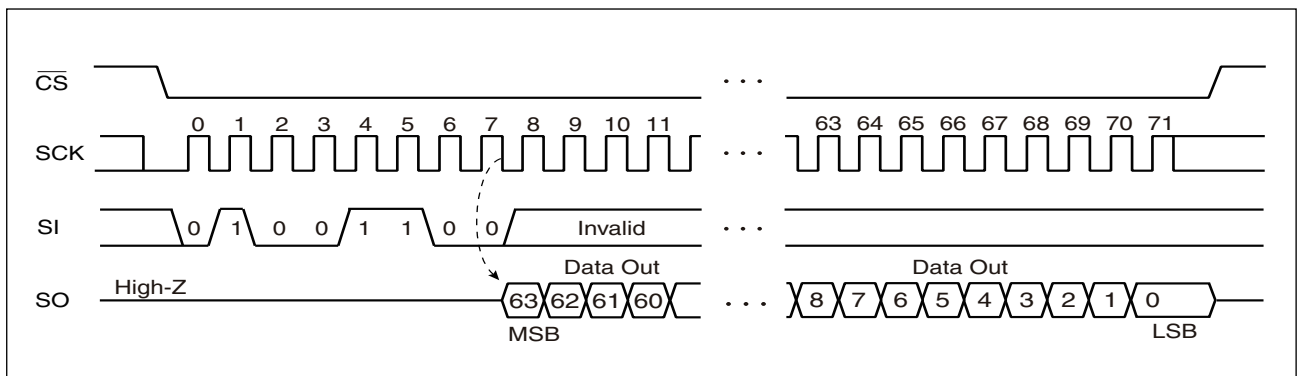 CS
. . .
0 1 2 3 4 5 6 7 8 9 10 11 63 64 65 66 67 68 69 70 71
SCK
. . .
SI 0 1 0 0 1 1 0 0 Invalid . . .
Data Out Data Out
High-Z
SO 63 62 61 60 . . . 8 7 6 5 4 3 2 1 0
MSB LSB